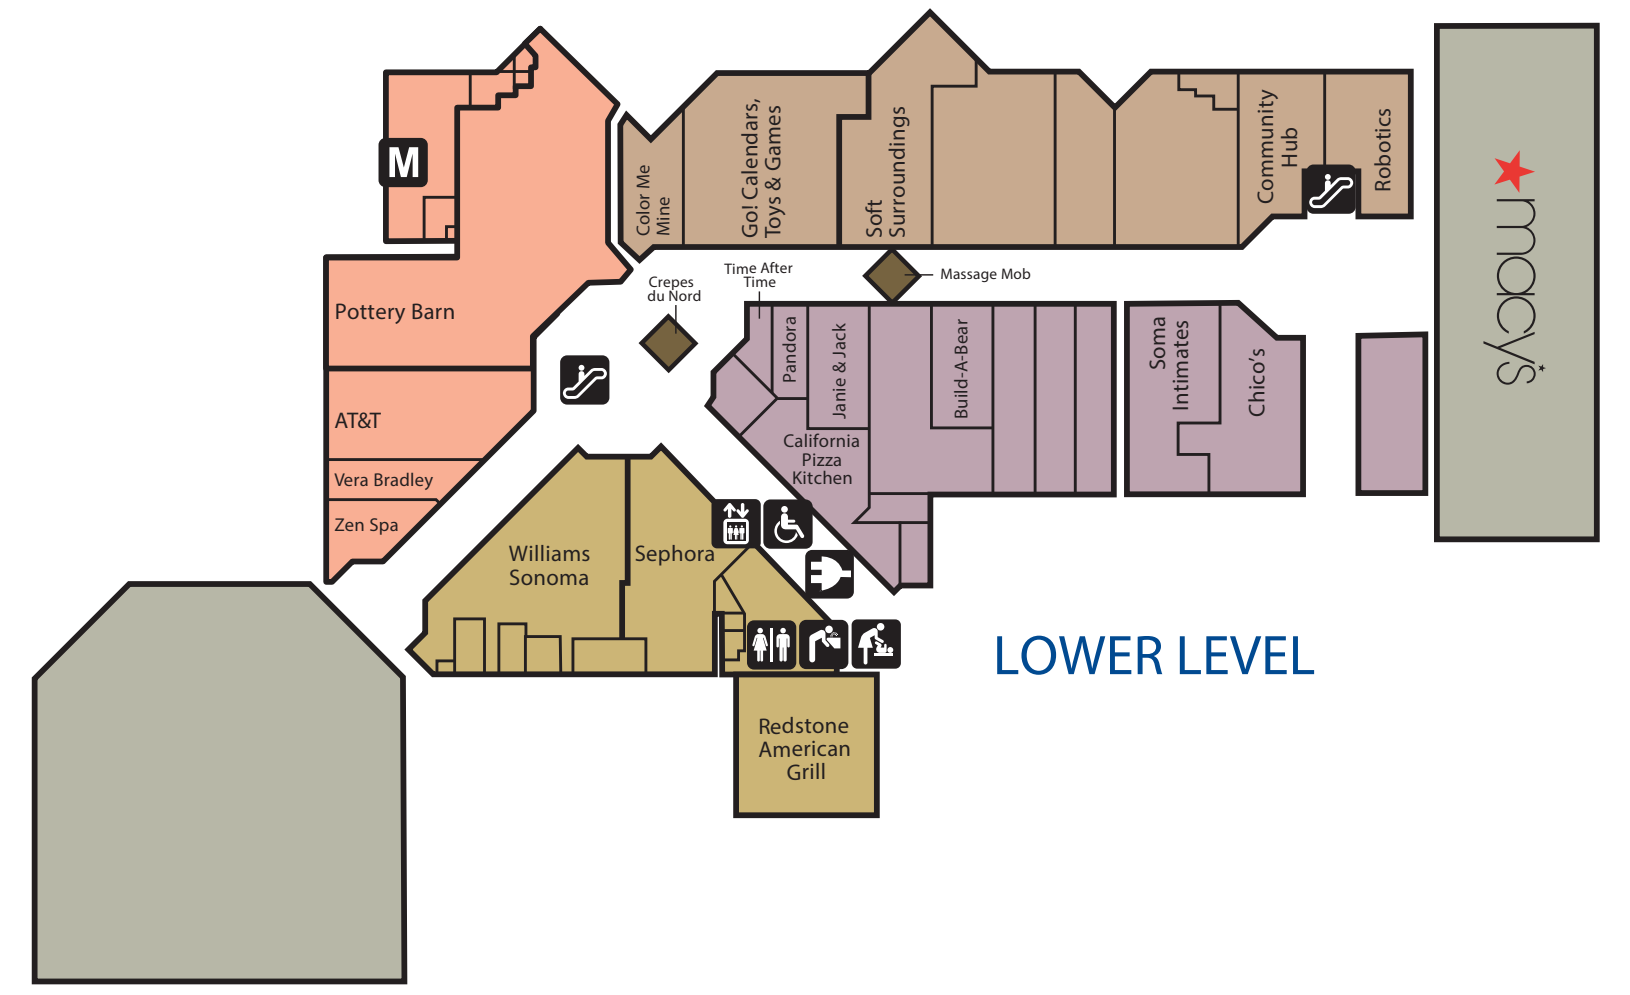 M
Color Me
Mine
Go! Calendars,
Toys & Games
Soft
Surroundings
Community
Hub
Robotics
★macy's
Crepes
du Nord
Time After
Time
Massage Mob
Pottery Barn
AT&T
Vera Bradley
Zen Spa
Pandora
Janie & Jack
Build-A-Bear
Soma
Intimates
Chico's
California
Pizza
Kitchen
Williams
Sonoma
Sephora
Redstone
American
Grill
LOWER LEVEL